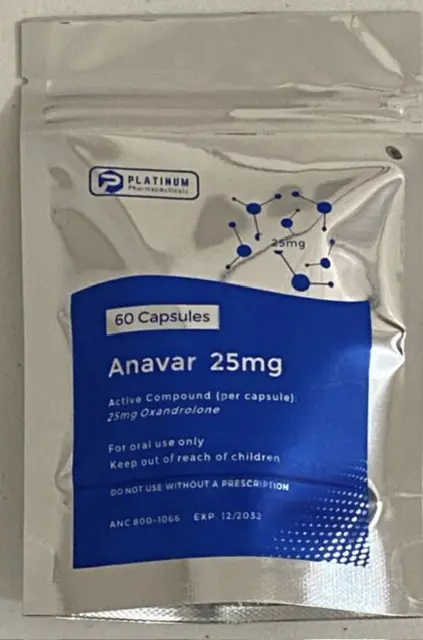 PLATINUM
Pharmaceuticals
25mg
60 Capsules
Anavar 25mg
Active Compound (per capsule):
25mg Oxandrolone
For oral use only
Keep out of reach of children
DO NOT USE WITHOUT A PRESCRIPTION
ANC 800-1066 EXP. 12/2032